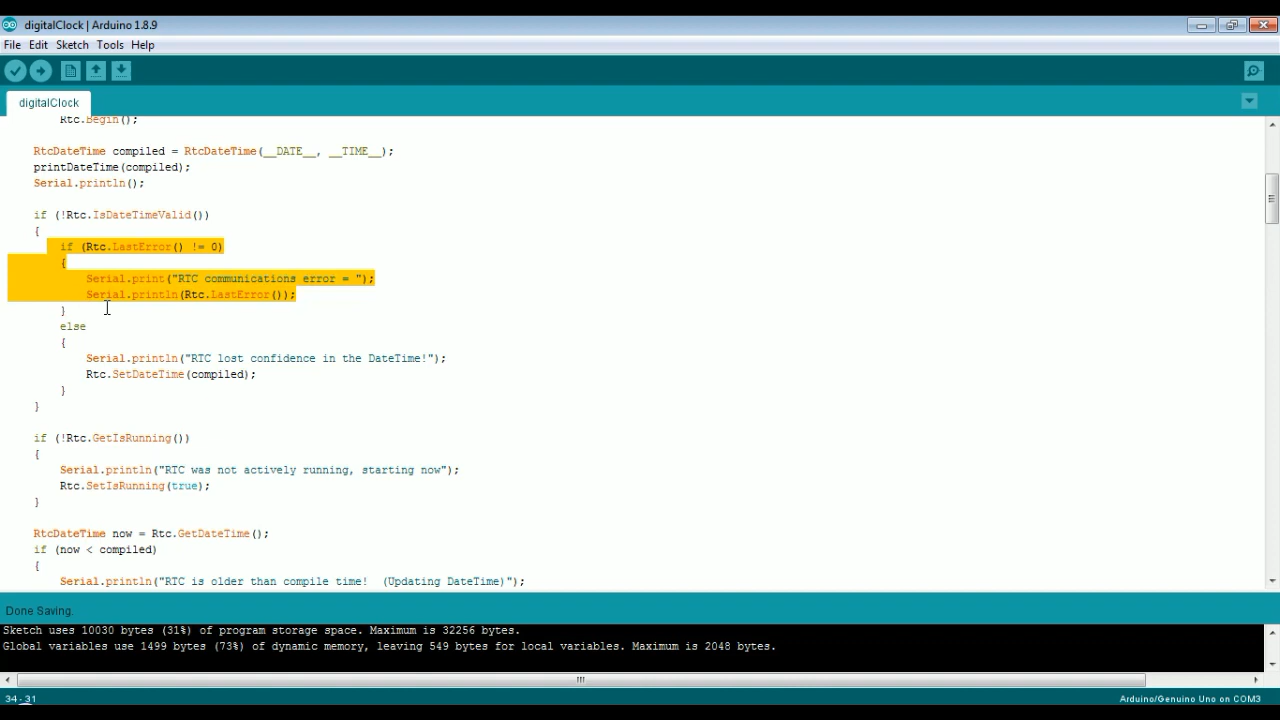 digitalClock | Arduino 1.8.9
File Edit Sketch Tools Help
digitalClock
Rtc.Begin();
RtcDateTime compiled = RtcDateTime(__DATE__, __TIME__);
printDateTime(compiled);
Serial.println();
if (!Rtc.IsDateTimeValid())
{
if (Rtc.LastError() != 0)
{
Serial.print("RTC communications error = ");
Serial.println(Rtc.LastError());
}
else
{
Serial.println("RTC lost confidence in the DateTime!");
Rtc.SetDateTime(compiled);
}
}
if (!Rtc.GetIsRunning())
{
Serial.println("RTC was not actively running, starting now");
Rtc.SetIsRunning(true);
}
RtcDateTime now = Rtc.GetDateTime();
if (now < compiled)
{
Serial.println("RTC is older than compile time!  (Updating DateTime)");
Done Saving.
Sketch uses 10030 bytes (31%) of program storage space. Maximum is 32256 bytes.
Global variables use 1499 bytes (73%) of dynamic memory, leaving 549 bytes for local variables. Maximum is 2048 bytes.
34 - 31
Arduino/Genuino Uno on COM3